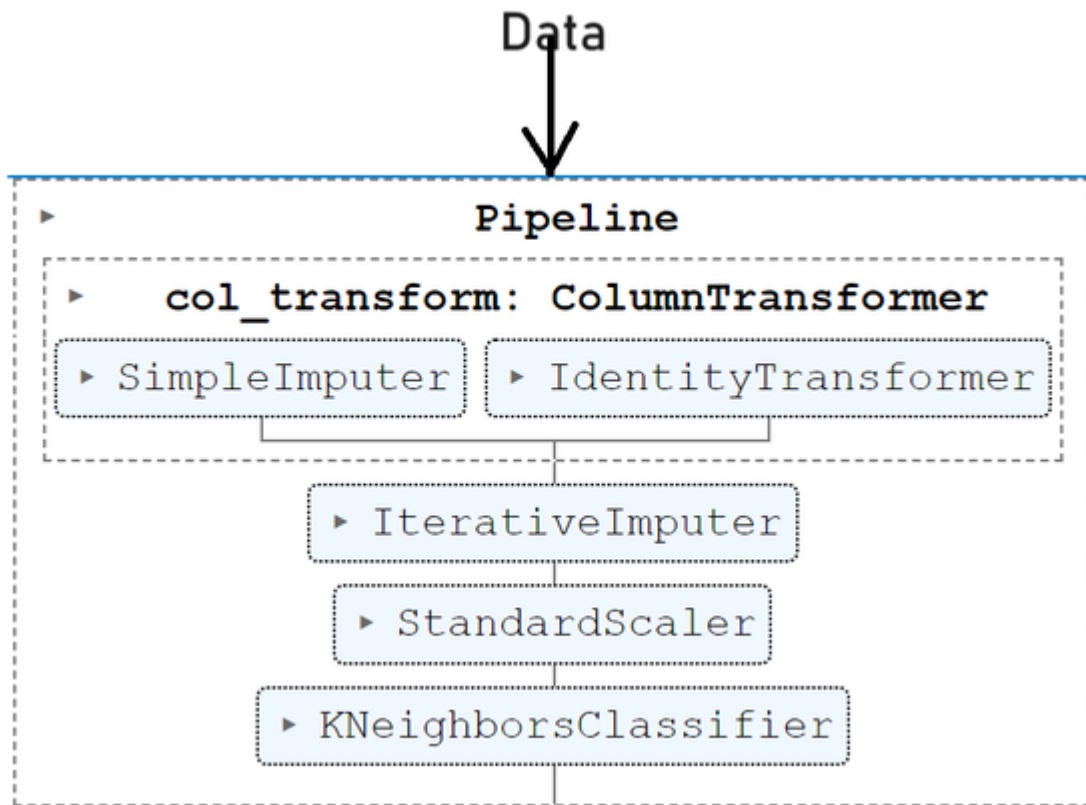 Data
Pipeline
col_transform: ColumnTransformer
SimpleImputer IdentityTransformer
IterativeImputer
StandardScaler
KNeighborsClassifier